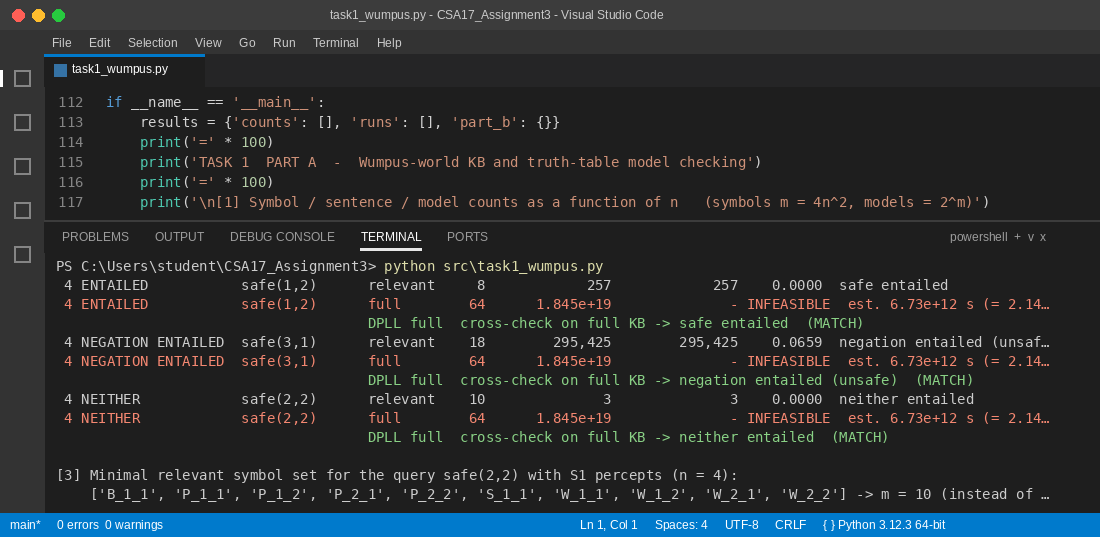 task1_wumpus.py - CSA17_Assignment3 - Visual Studio Code
File Edit Selection View Go Run Terminal Help
task1_wumpus.py
112 if __name__ == '__main__':
113     results = {'counts': [], 'runs': [], 'part_b': {}}
114     print('=' * 100)
115     print('TASK 1  PART A  -  Wumpus-world KB and truth-table model checking')
116     print('=' * 100)
117     print('\n[1] Symbol / sentence / model counts as a function of n   (symbols m = 4n^2, models = 2^m)')
PROBLEMS OUTPUT DEBUG CONSOLE TERMINAL PORTS powershell + v x
PS C:\Users\student\CSA17_Assignment3> python src\task1_wumpus.py
4 ENTAILED           safe(1,2)      relevant     8            257            257    0.0000  safe entailed
4 ENTAILED           safe(1,2)      full        64      1.845e+19              - INFEASIBLE  est. 6.73e+12 s (= 2.14…
DPLL full  cross-check on full KB -> safe entailed  (MATCH)
4 NEGATION ENTAILED  safe(3,1)      relevant    18        295,425        295,425    0.0659  negation entailed (unsaf…
4 NEGATION ENTAILED  safe(3,1)      full        64      1.845e+19              - INFEASIBLE  est. 6.73e+12 s (= 2.14…
DPLL full  cross-check on full KB -> negation entailed (unsafe)  (MATCH)
4 NEITHER            safe(2,2)      relevant    10              3              3    0.0000  neither entailed
4 NEITHER            safe(2,2)      full        64      1.845e+19              - INFEASIBLE  est. 6.73e+12 s (= 2.14…
DPLL full  cross-check on full KB -> neither entailed  (MATCH)
[3] Minimal relevant symbol set for the query safe(2,2) with S1 percepts (n = 4):
['B_1_1', 'P_1_1', 'P_1_2', 'P_2_1', 'P_2_2', 'S_1_1', 'W_1_1', 'W_1_2', 'W_2_1', 'W_2_2'] -> m = 10 (instead of …
main* 0 errors 0 warnings Ln 1, Col 1 Spaces: 4 UTF-8 CRLF { } Python 3.12.3 64-bit